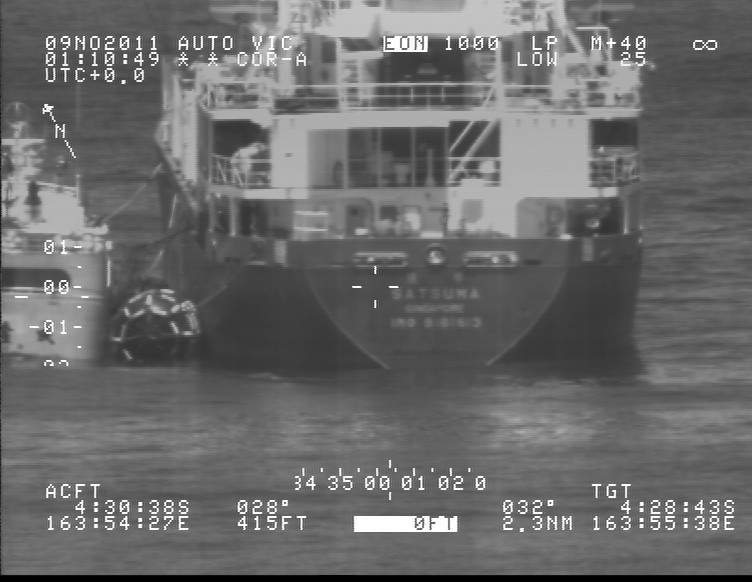 09NO2011 AUTO VIC EON 1000 LP M+40 ∞
01:10:49 COR-A LOW 25
UTC+0.0
N
01-
00-
-01-
SATSUMA
SINGAPORE
IMO
34 35 00 01 02 0
ACFT TGT
4:30:38S 028° 032° 4:28:43S
163:54:27E 415FT 0FT 2.3NM 163:55:38E